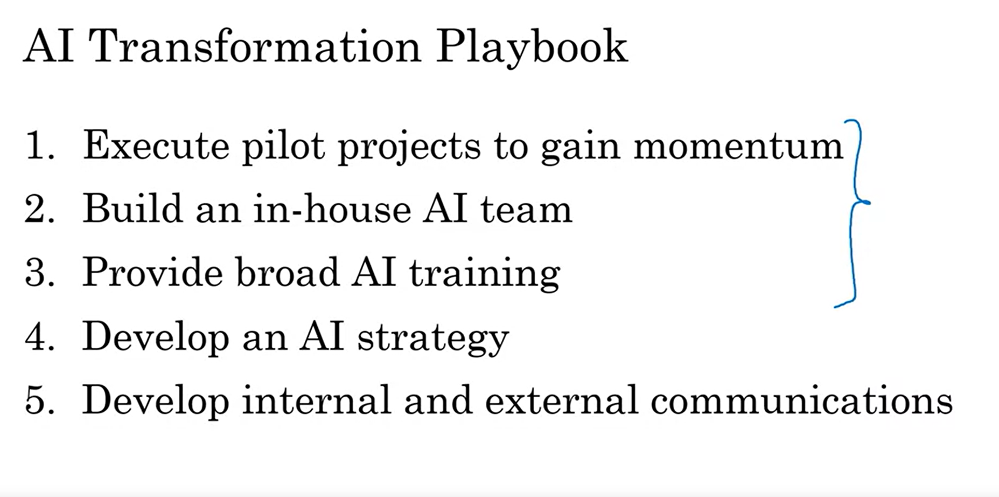 AI Transformation Playbook
1. Execute pilot projects to gain momentum
2. Build an in-house AI team
3. Provide broad AI training
4. Develop an AI strategy
5. Develop internal and external communications